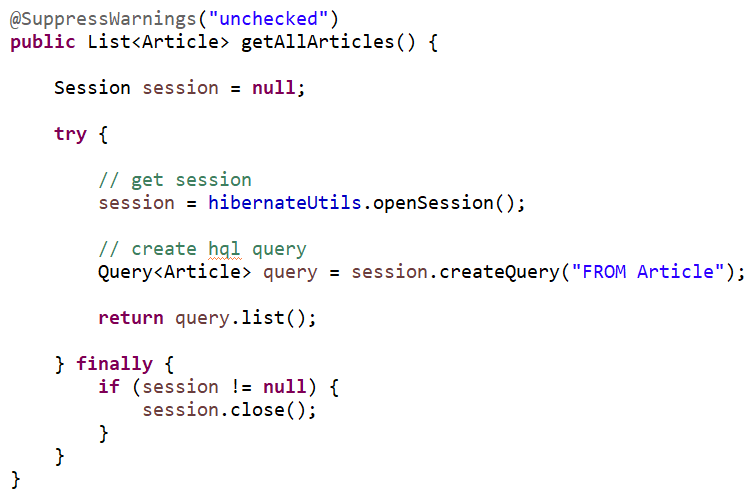 @SuppressWarnings("unchecked")
public List<Article> getAllArticles() {
Session session = null;
try {
// get session
session = hibernateUtils.openSession();
// create hql query
Query<Article> query = session.createQuery("FROM Article");
return query.list();
} finally {
if (session != null) {
session.close();
}
}
}